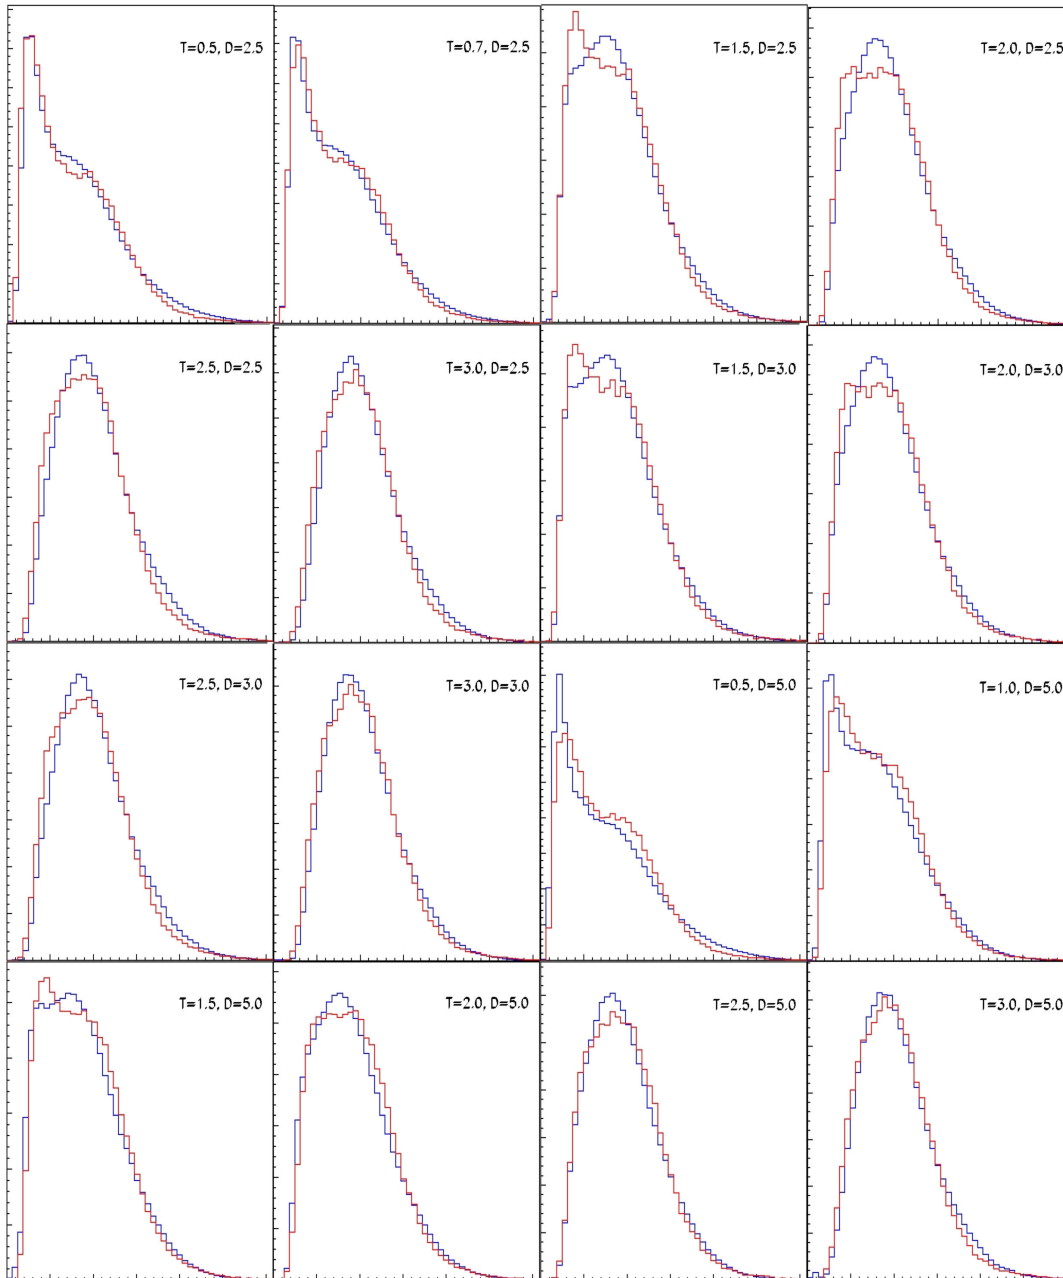 T=0.5, D=2.5
T=0.7, D=2.5
T=1.5, D=2.5
T=2.0, D=2.5
T=2.5, D=2.5
T=3.0, D=2.5
T=1.5, D=3.0
T=2.0, D=3.0
T=2.5, D=3.0
T=3.0, D=3.0
T=0.5, D=5.0
T=1.0, D=5.0
T=1.5, D=5.0
T=2.0, D=5.0
T=2.5, D=5.0
T=3.0, D=5.0